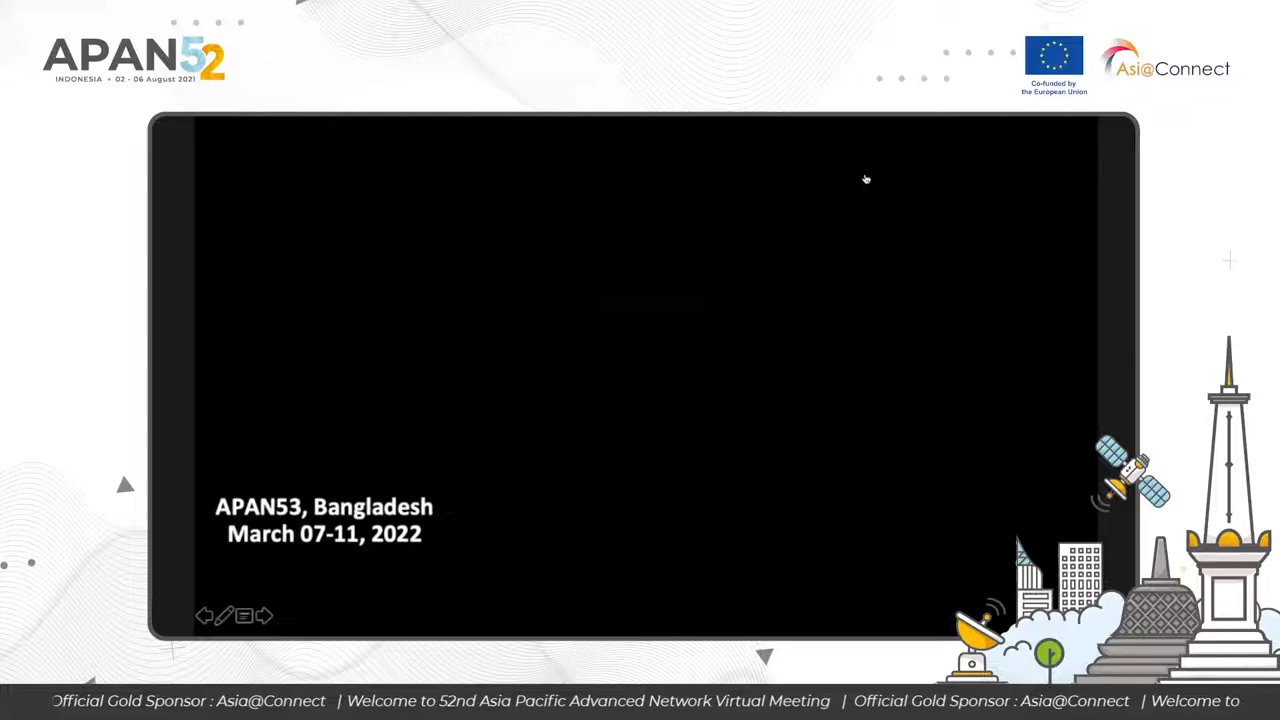 APAN52
INDONESIA • 02 - 06 August 2021
Co-funded by
the European Union
Asi@Connect
APAN53, Bangladesh
March 07-11, 2022
Official Gold Sponsor : Asia@Connect | Welcome to 52nd Asia Pacific Advanced Network Virtual Meeting | Official Gold Sponsor : Asia@Connect | Welcome to